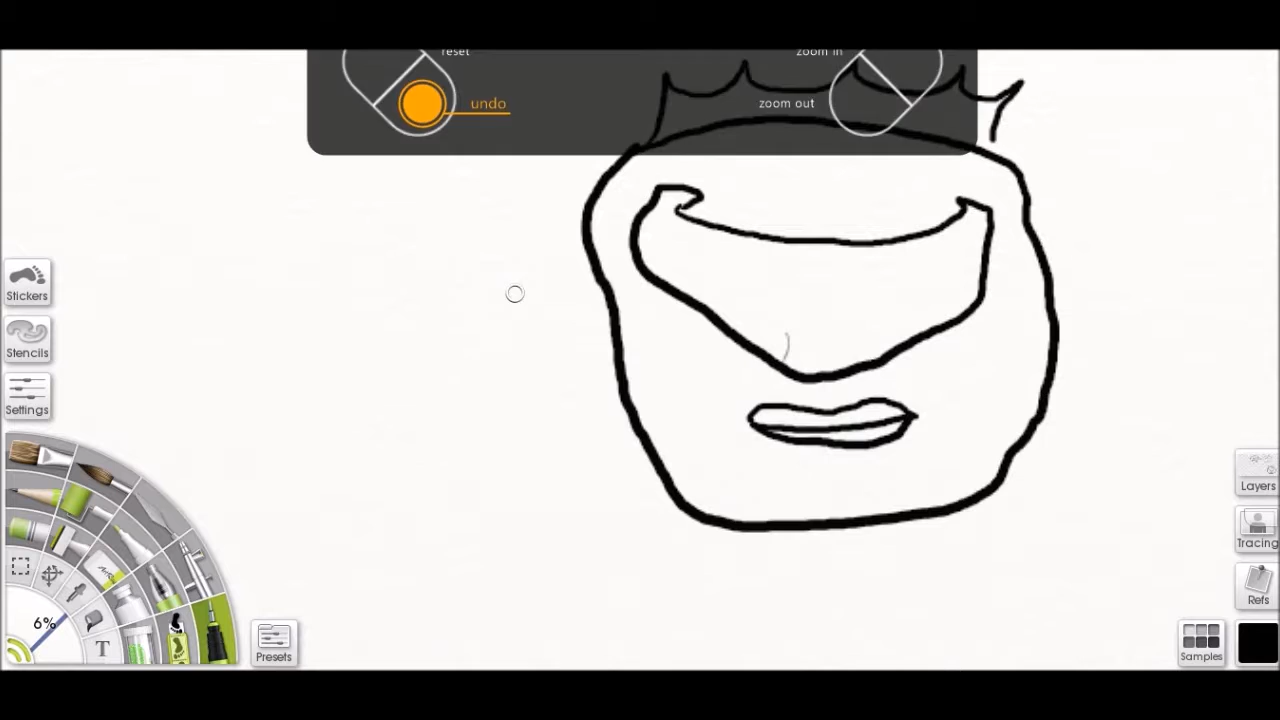 reset
zoom in
undo
zoom out
Stickers
Stencils
Settings
6%
T
Presets
Layers
Tracing
Refs
Samples